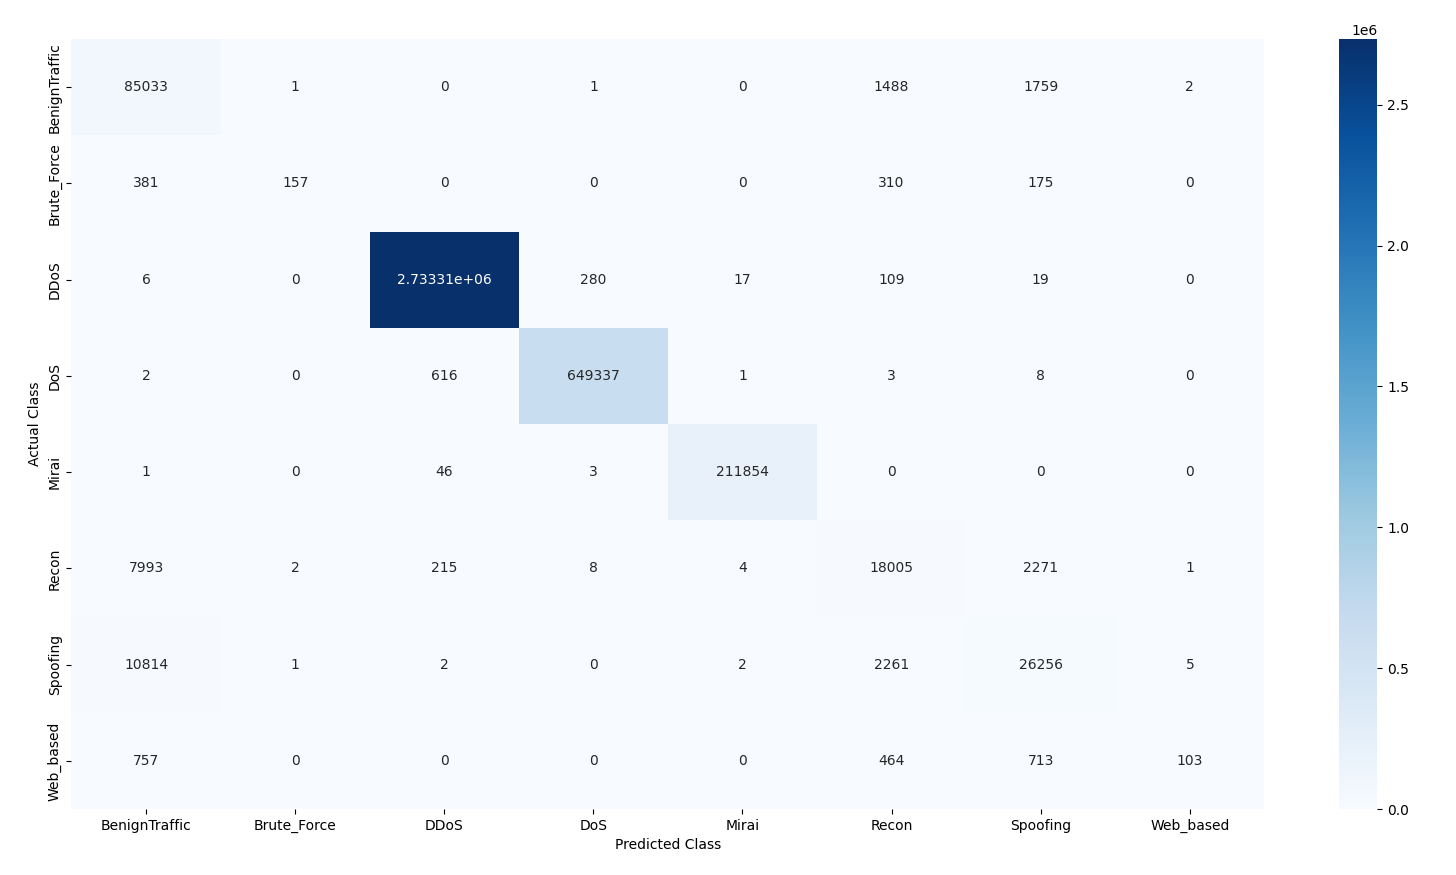 1e6
BenignTraffic 85033 1 0 1 0 1488 1759 2
Brute_Force 381 157 0 0 0 310 175 0
DDoS 6 0 2.73331e+06 280 17 109 19 0
DoS 2 0 616 649337 1 3 8 0
Mirai 1 0 46 3 211854 0 0 0
Recon 7993 2 215 8 4 18005 2271 1
Spoofing 10814 1 2 0 2 2261 26256 5
Web_based 757 0 0 0 0 464 713 103
Actual Class
BenignTraffic Brute_Force DDoS DoS Mirai Recon Spoofing Web_based
Predicted Class
2.5
2.0
1.5
1.0
0.5
0.0